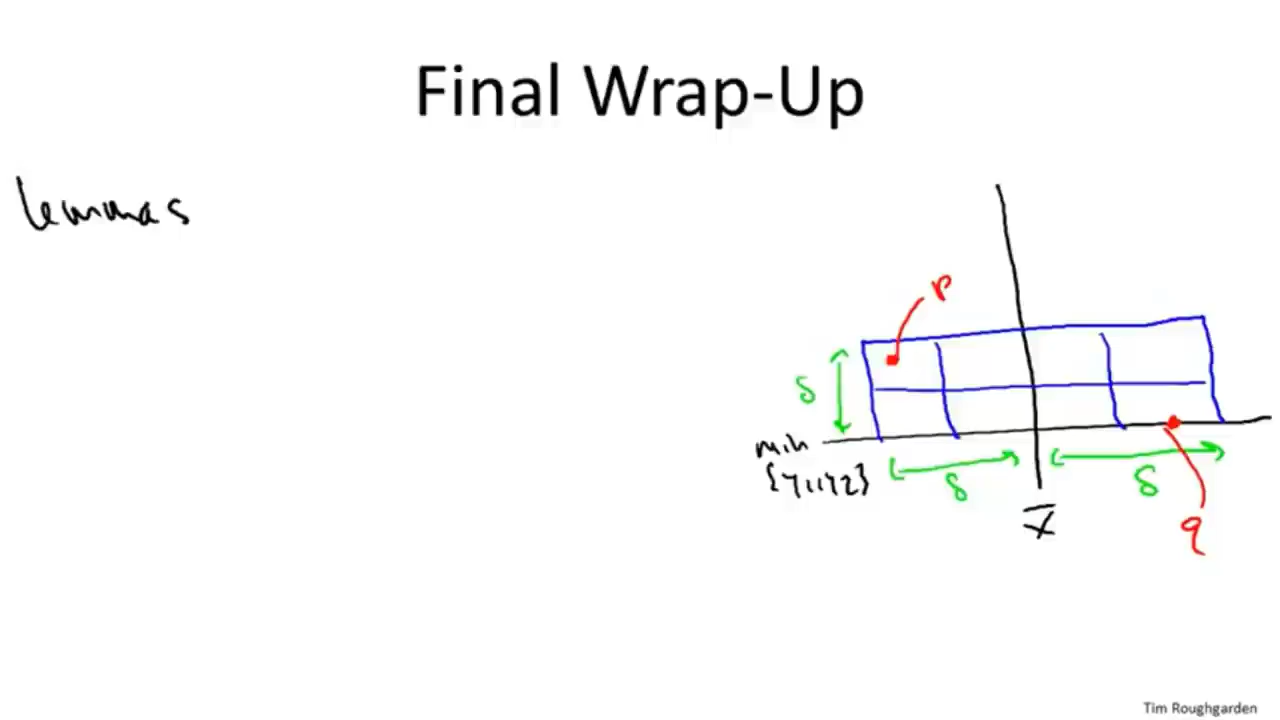 Final Wrap-Up
lemmas
p
δ
min
{y1,y2}
δ
δ
x̄
q
Tim Roughgarden